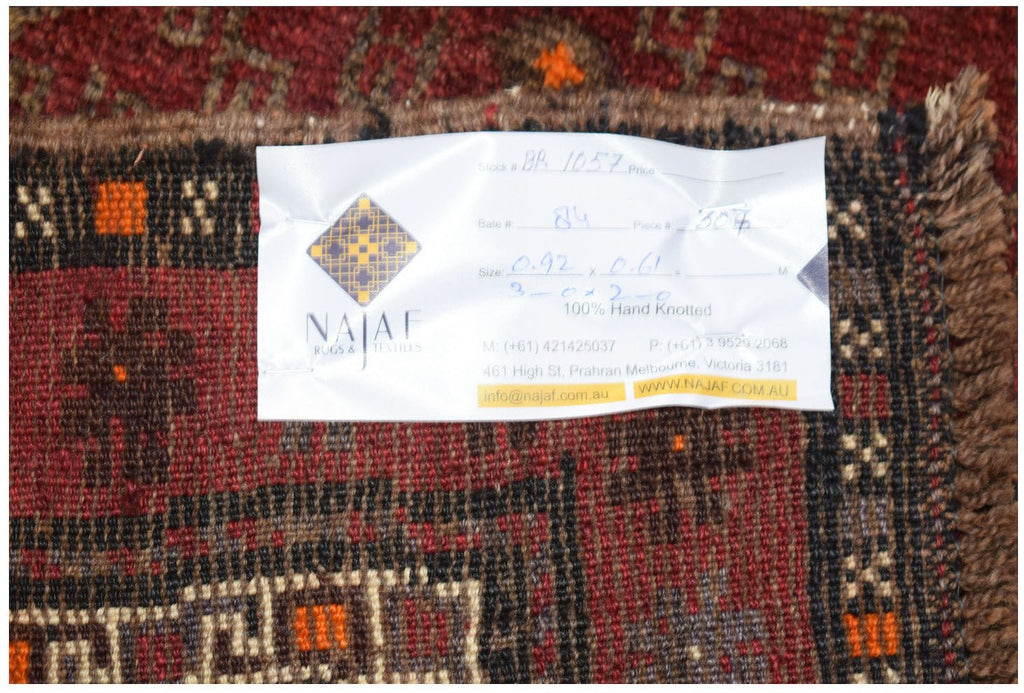 Stock # BR 1057 Price
Bale #: 84 Piece #
Size: 0.92 x 0.61 - M²
3 - 0 x 2 - 0
100% Hand Knotted
NAJAF
RUGS & TEXTILES
M: (+61) 421425037 P: (+61) 3 9529 2068
461 High St, Prahran Melbourne, Victoria 3181
info@najaf.com.au WWW.NAJAF.COM.AU